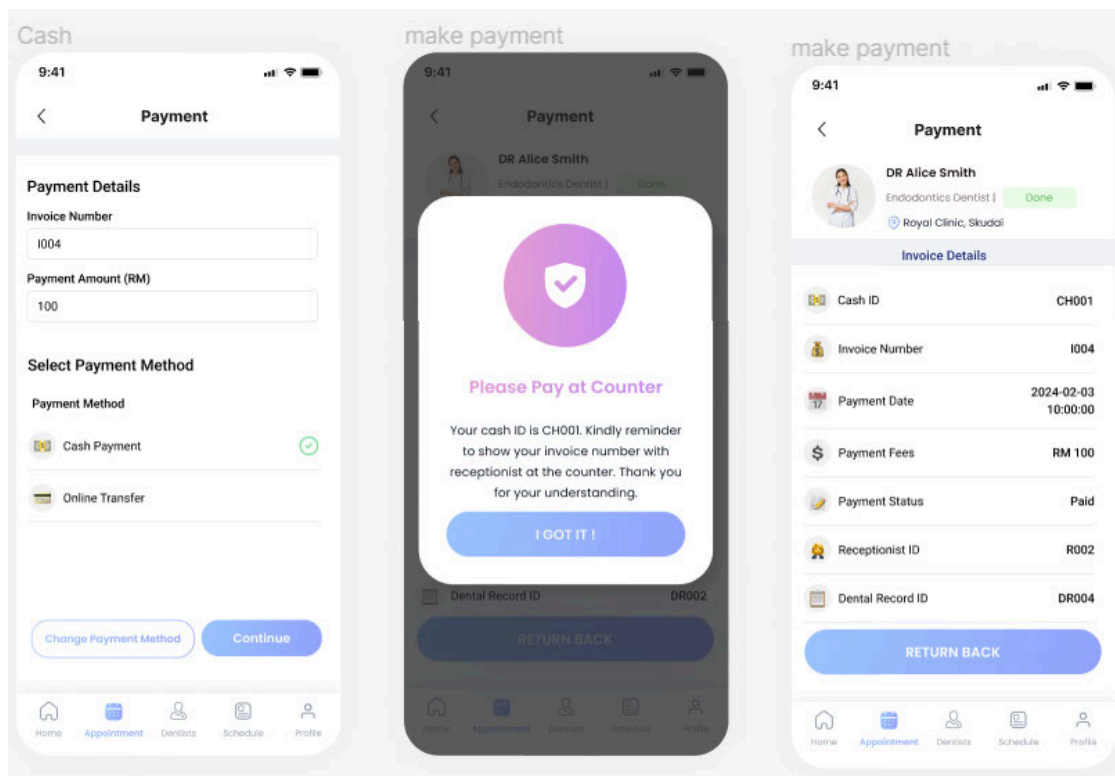 Cash
9:41
Payment
Payment Details
Invoice Number
I004
Payment Amount (RM)
100
Select Payment Method
Payment Method
Cash Payment
Online Transfer
Change Payment Method
Continue
Home
Appointment
Dentists
Schedule
Profile
make payment
9:41
Payment
DR Alice Smith
Endodontics Dentist | Done
Please Pay at Counter
Your cash ID is CH001. Kindly reminder
to show your invoice number with
receptionist at the counter. Thank you
for your understanding.
I GOT IT !
Dental Record ID DR002
RETURN BACK
Home
Appointment
Dentists
Schedule
Profile
make payment
9:41
Payment
DR Alice Smith
Endodontics Dentist | Done
Royal Clinic, Skudai
Invoice Details
Cash ID CH001
Invoice Number I004
17
Payment Date 2024-02-03
10:00:00
Payment Fees RM 100
Payment Status Paid
Receptionist ID R002
Dental Record ID DR004
RETURN BACK
Home
Appointment
Dentists
Schedule
Profile